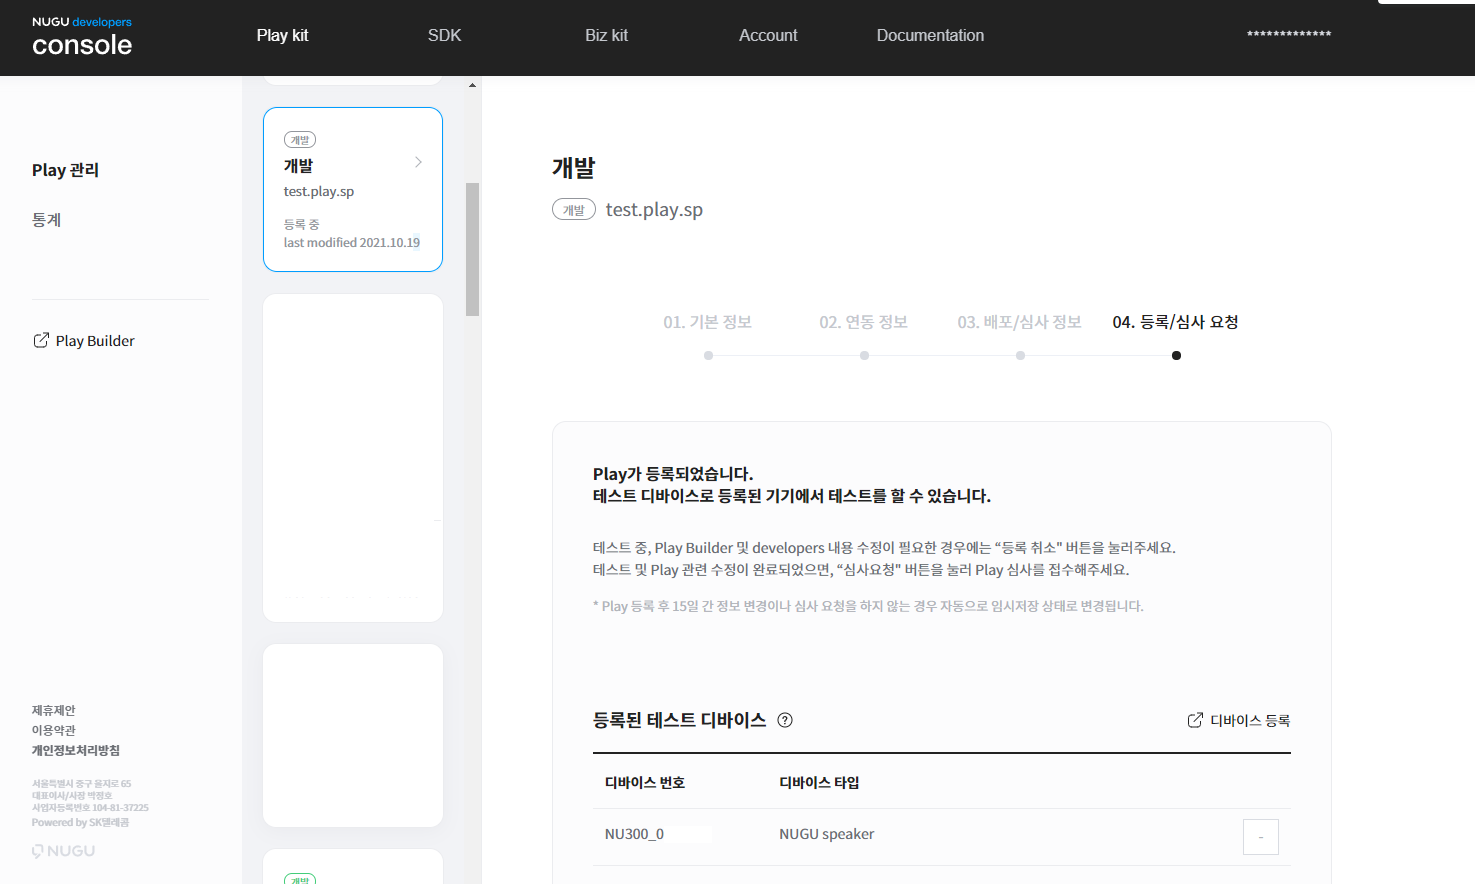 NUGU developers
console
Play kit
SDK
Biz kit
Account
Documentation
*************
Play 관리
통계
Play Builder
제휴제안
이용약관
개인정보처리방침
서울특별시 중구 을지로 65
대표이사/사장 박정호
사업자등록번호 104-81-37225
Powered by SK텔레콤
NUGU
개발
개발
test.play.sp
등록 중
last modified 2021.10.19
개발
개발
개발 test.play.sp
01. 기본 정보
02. 연동 정보
03. 배포/심사 정보
04. 등록/심사 요청
Play가 등록되었습니다.
테스트 디바이스로 등록된 기기에서 테스트를 할 수 있습니다.
테스트 중, Play Builder 및 developers 내용 수정이 필요한 경우에는 “등록 취소" 버튼을 눌러주세요.
테스트 및 Play 관련 수정이 완료되었으면, “심사요청" 버튼을 눌러 Play 심사를 접수해주세요.
* Play 등록 후 15일 간 정보 변경이나 심사 요청을 하지 않는 경우 자동으로 임시저장 상태로 변경됩니다.
등록된 테스트 디바이스 ?
디바이스 등록
디바이스 번호
디바이스 타입
NU300_0
NUGU speaker
-